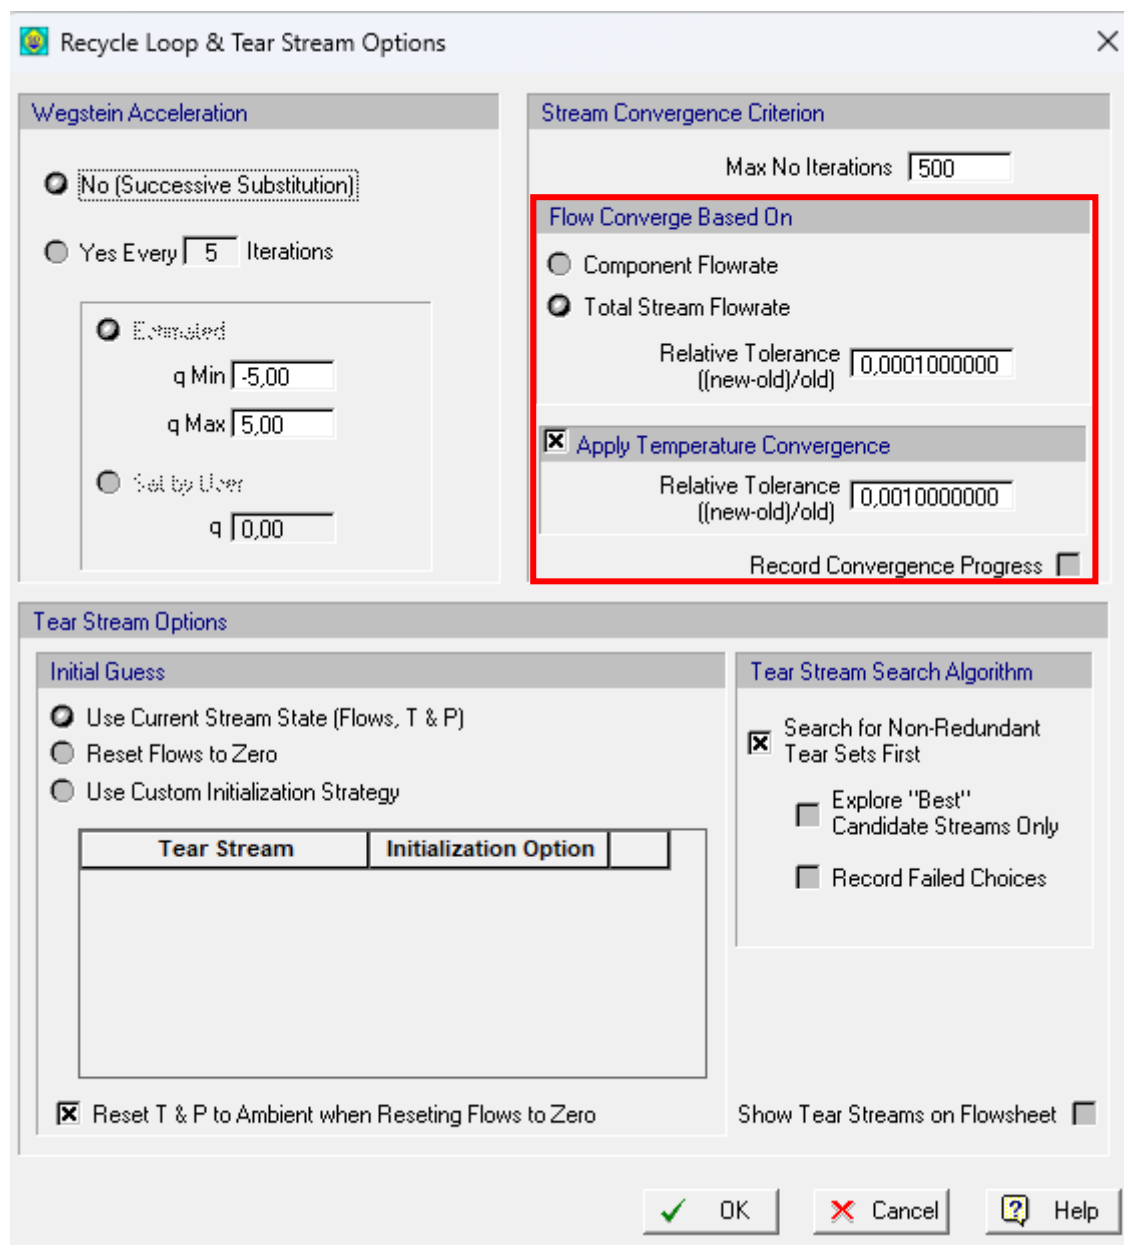 Recycle Loop & Tear Stream Options
Wegstein Acceleration
No (Successive Substitution)
Yes Every 5 Iterations
Estimated
q Min -5,00
q Max 5,00
Set by User
q 0,00
Stream Convergence Criterion
Max No Iterations 500
Flow Converge Based On
Component Flowrate
Total Stream Flowrate
Relative Tolerance
((new-old)/old) 0,0001000000
Apply Temperature Convergence
Relative Tolerance
((new-old)/old) 0,0010000000
Record Convergence Progress
Tear Stream Options
Initial Guess
Use Current Stream State (Flows, T & P)
Reset Flows to Zero
Use Custom Initialization Strategy
Tear Stream Initialization Option
Reset T & P to Ambient when Reseting Flows to Zero
Tear Stream Search Algorithm
Search for Non-Redundant
Tear Sets First
Explore "Best"
Candidate Streams Only
Record Failed Choices
Show Tear Streams on Flowsheet
OK Cancel Help